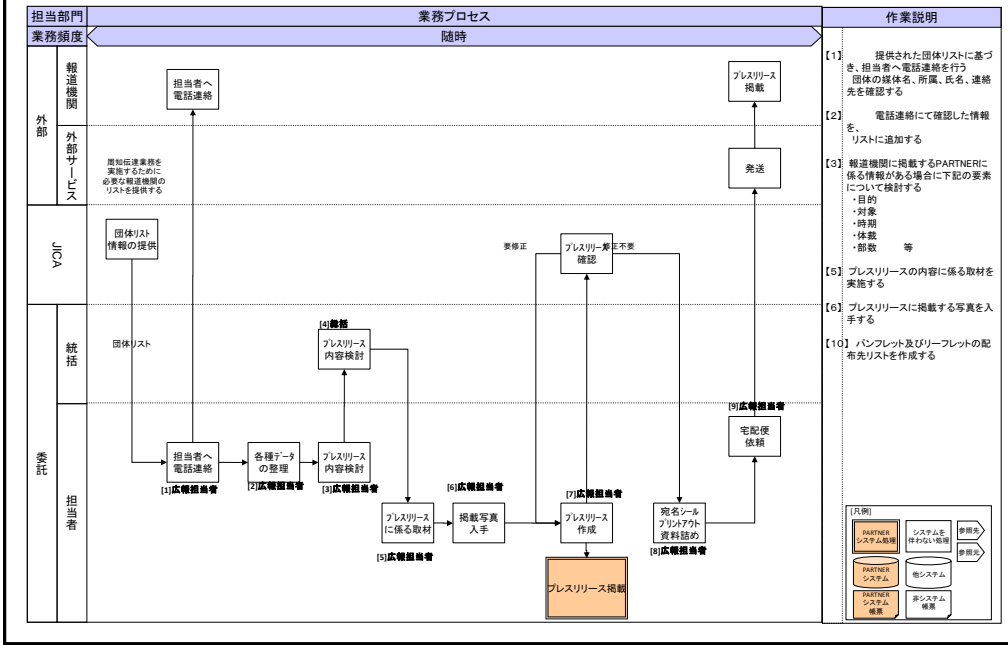 担当部門
業務プロセス
作業説明
業務頻度
随時
外部
報道機関
外部サービス
JICA
委託
統括
担当者
担当者へ
電話連絡
プレスリリース
掲載
周知伝達業務を
実施するために
必要な報道機関の
リストを提供する
発送
団体リスト
情報の提供
要修正
プレスリリース
確認
修正不要
団体リスト
[4]総括
プレスリリース
内容検討
[9]広報担当者
宅配便
依頼
担当者へ
電話連絡
[1]広報担当者
各種データ
の整理
[2]広報担当者
プレスリリース
内容検討
[3]広報担当者
プレスリリース
に係る取材
[5]広報担当者
[6]広報担当者
掲載写真
入手
[7]広報担当者
プレスリリース
作成
宛名シール
プリントアウト
資料詰め
[8]広報担当者
プレスリリース掲載
【1】 提供された団体リストに基づ
き、担当者へ電話連絡を行う
団体の媒体名、所属、氏名、連絡
先を確認する
【2】 電話連絡にて確認した情報
を、
リストに追加する
【3】 報道機関に掲載するPARTNERに
係る情報がある場合に下記の要素
について検討する
・目的
・対象
・時期
・体裁
・部数 等
【5】 プレスリリースの内容に係る取材を
実施する
【6】 プレスリリースに掲載する写真を入
手する
【10】 パンフレット及びリーフレットの配
布先リストを作成する
[凡例]
PARTNER
システム処理
システムを
伴わない処理
参照先
参照元
PARTNER
システム
他システム
PARTNER
システム
帳票
非システム
帳票